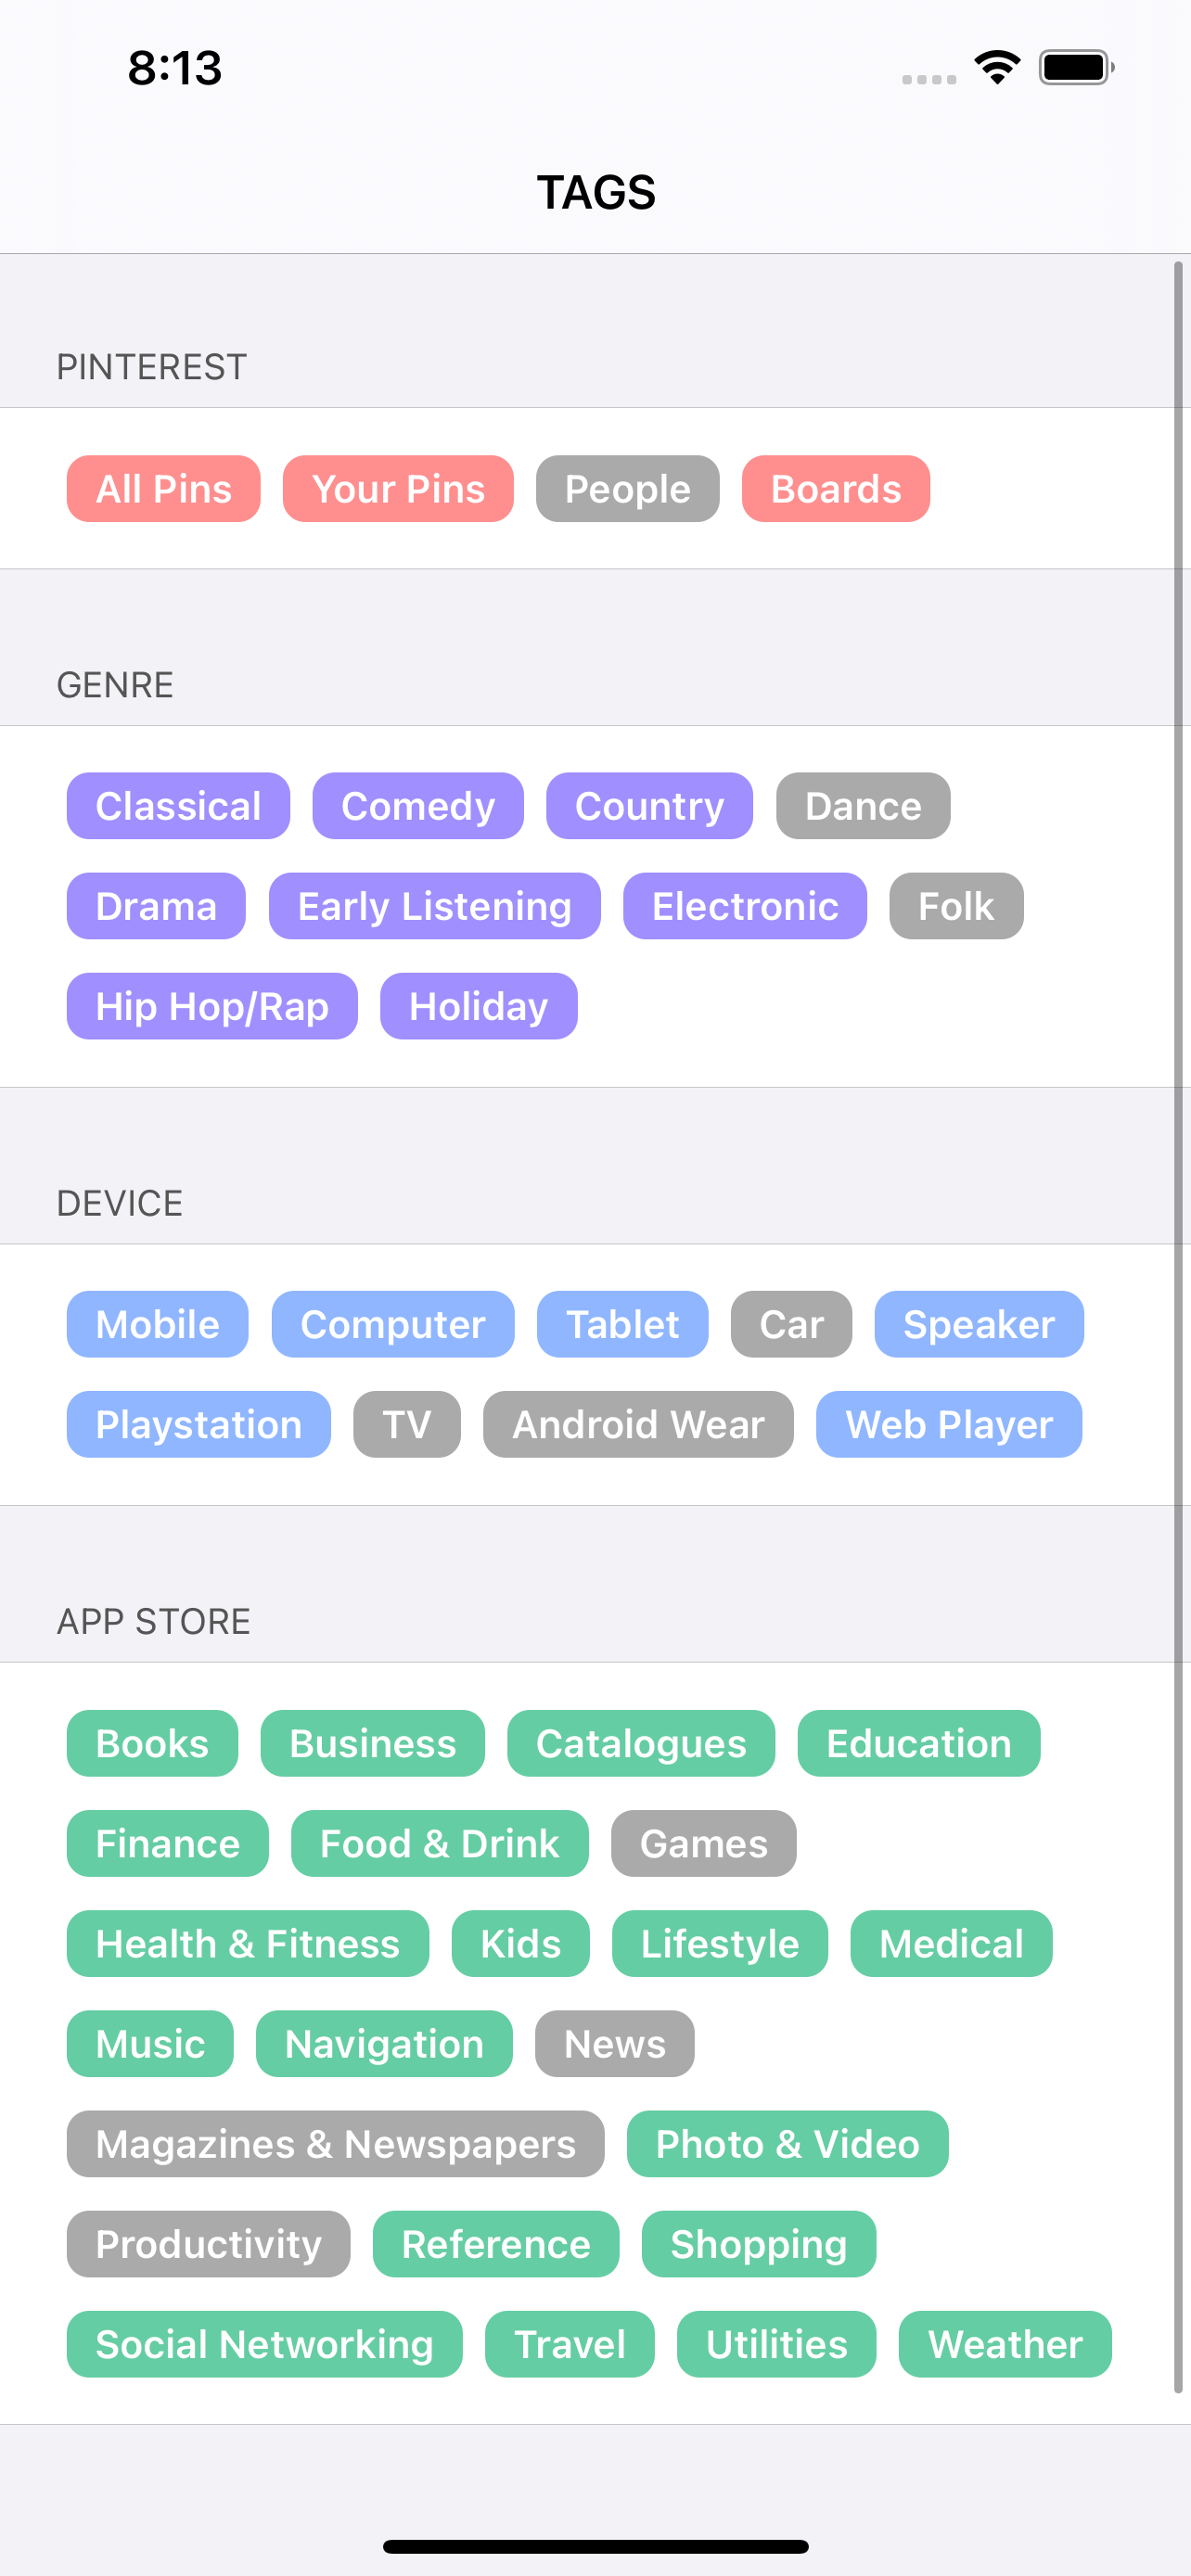 8:13
TAGS
PINTEREST
All Pins Your Pins People Boards
GENRE
Classical Comedy Country Dance
Drama Early Listening Electronic Folk
Hip Hop/Rap Holiday
DEVICE
Mobile Computer Tablet Car Speaker
Playstation TV Android Wear Web Player
APP STORE
Books Business Catalogues Education
Finance Food & Drink Games
Health & Fitness Kids Lifestyle Medical
Music Navigation News
Magazines & Newspapers Photo & Video
Productivity Reference Shopping
Social Networking Travel Utilities Weather